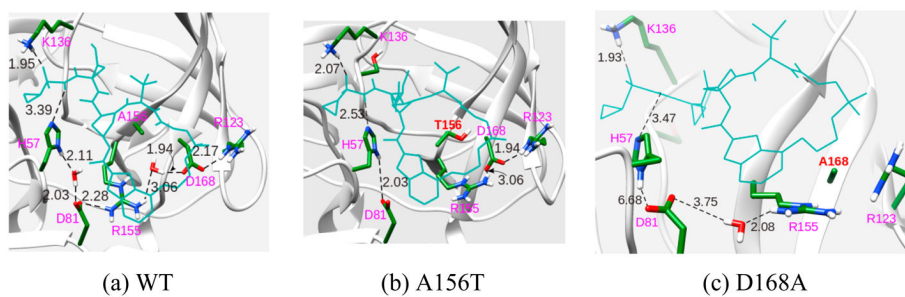 K136
1.95
3.39
A156
R123
H57
1.94
2.17
2.11
2.03
2.28
3.06
D168
D81
R155
(a) WT
K136
2.07
2.53
T156
D168
R123
H57
1.94
2.03
3.06
R155
D81
(b) A156T
K136
1.93
3.47
H57
A168
6.68
3.75
R123
D81
2.08
R155
(c) D168A